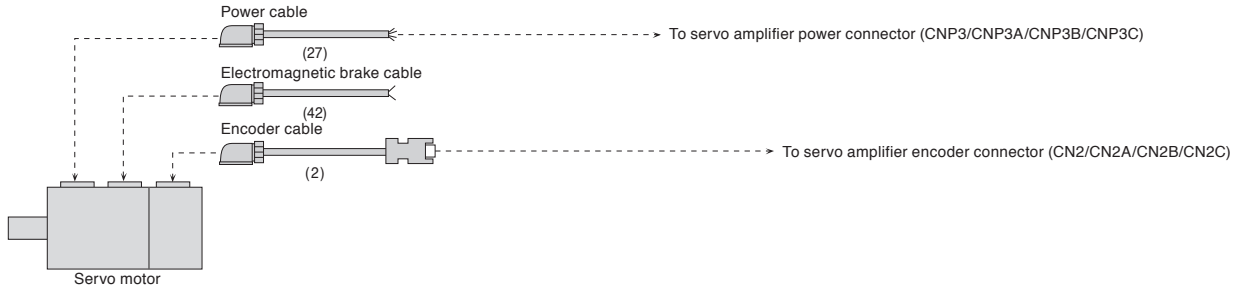 Power cable
To servo amplifier power connector (CNP3/CNP3A/CNP3B/CNP3C)
(27)
Electromagnetic brake cable
(42)
Encoder cable
To servo amplifier encoder connector (CN2/CN2A/CN2B/CN2C)
(2)
Servo motor